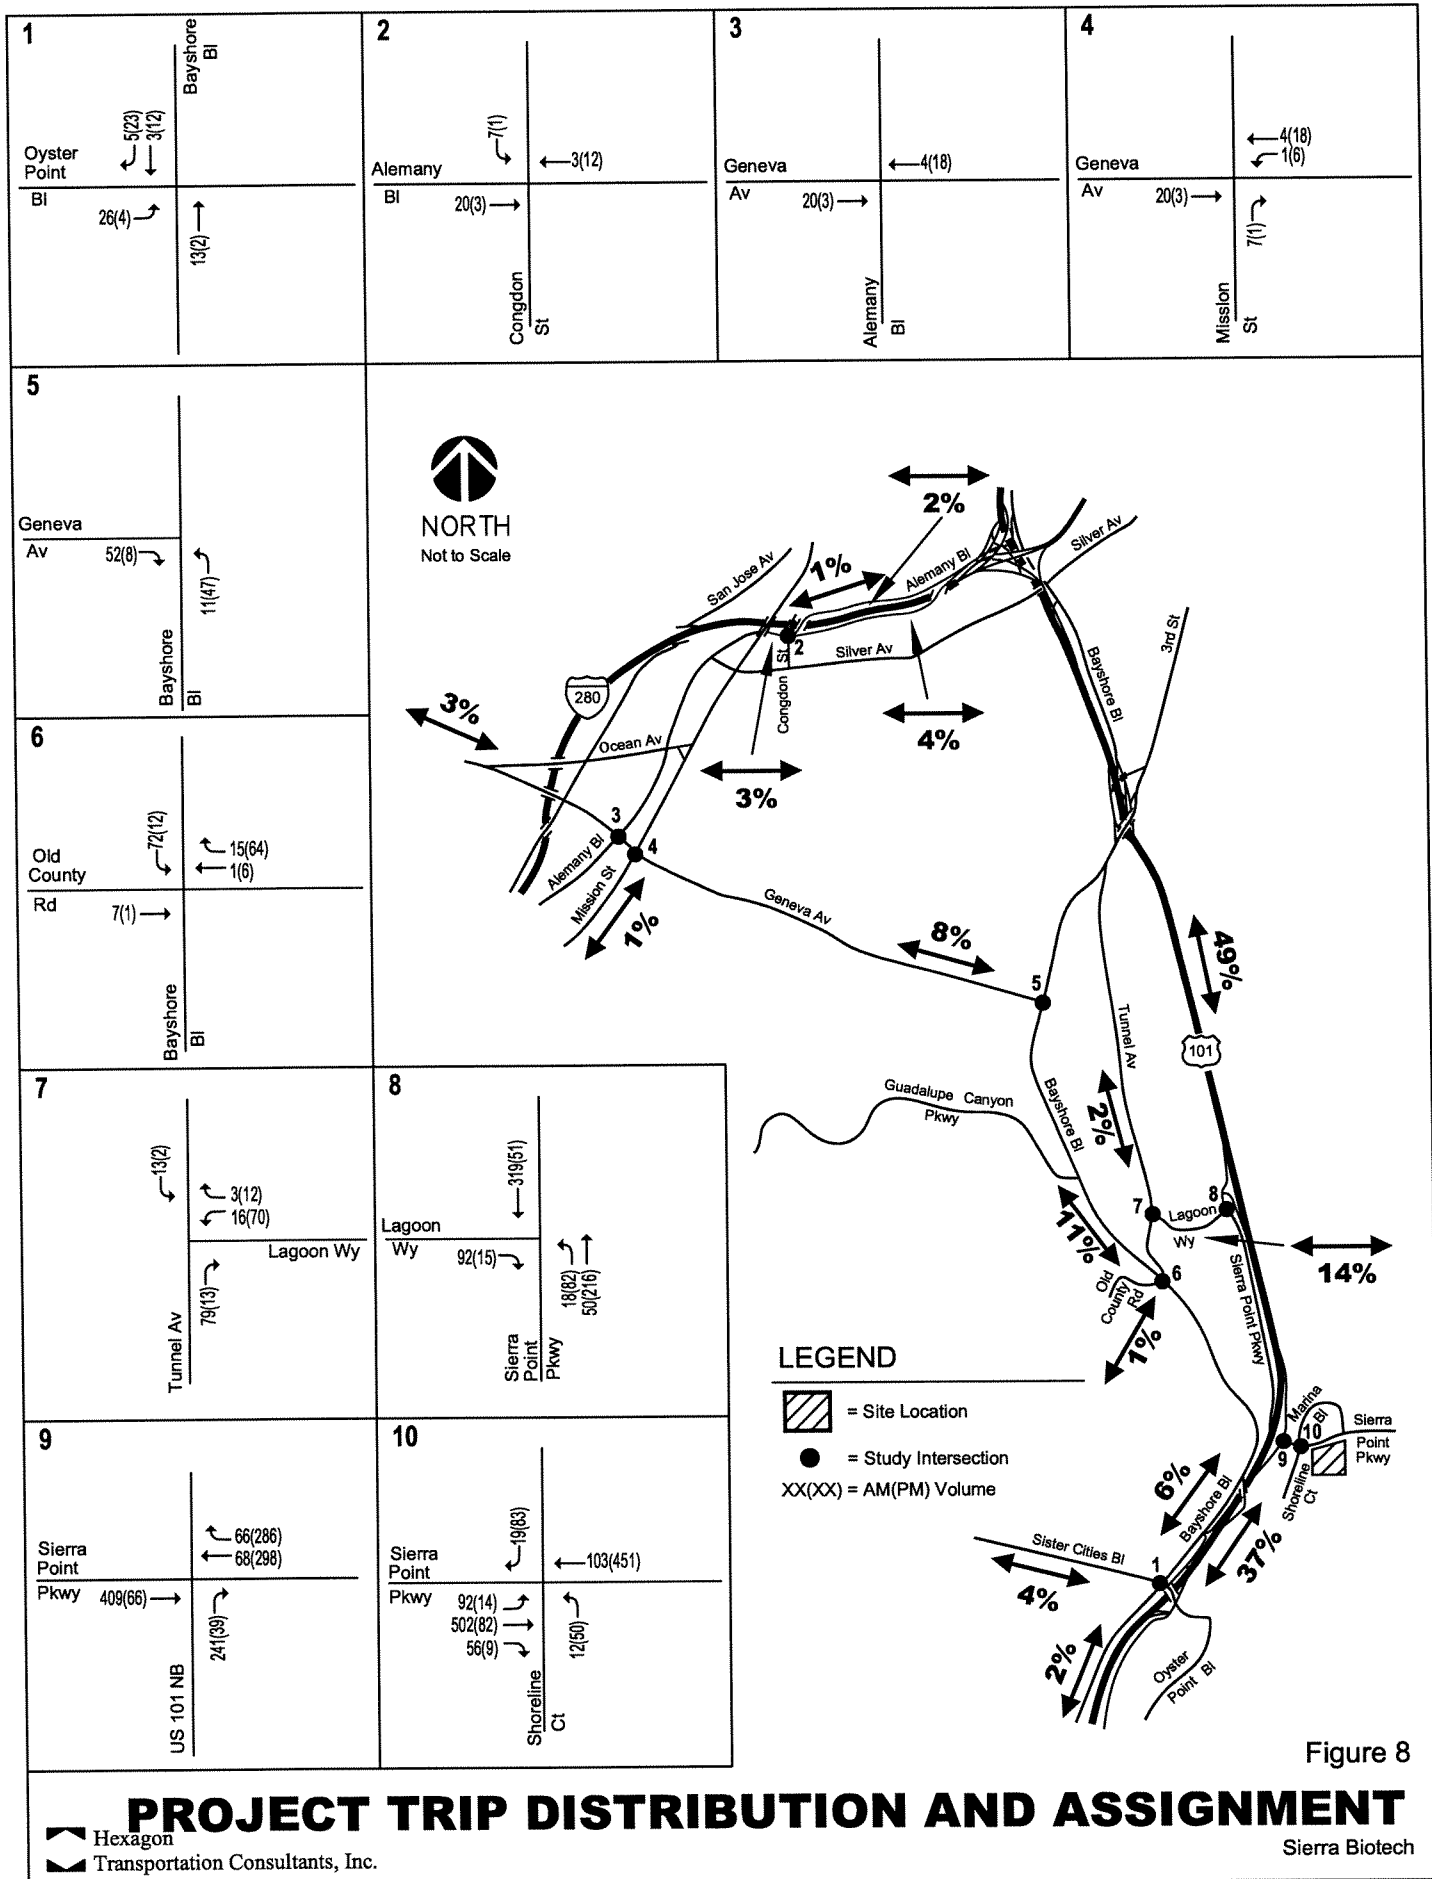 1
Bayshore
Bl
5(23)
3(12)
Oyster
Point
Bl
26(4)
13(2)
2
7(1)
3(12)
Alemany
Bl
20(3)
Congdon
St
3
Geneva
Av
4(18)
20(3)
Alemany
Bl
4
4(18)
1(6)
Geneva
Av
20(3)
7(1)
Mission
St
5
Geneva
Av
52(8)
11(47)
Bayshore
Bl
6
72(12)
15(64)
1(6)
Old
County
Rd
7(1)
Bayshore
Bl
7
13(2)
3(12)
16(70)
Lagoon Wy
79(13)
Tunnel Av
8
319(51)
Lagoon
Wy
92(15)
18(82)
50(216)
Sierra
Point
Pkwy
9
66(286)
68(298)
Sierra
Point
Pkwy
409(66)
241(39)
US 101 NB
10
19(83)
103(451)
Sierra
Point
Pkwy
92(14)
502(82)
56(9)
12(50)
Shoreline
Ct
NORTH
Not to Scale
2%
1%
San Jose Av
Alemany Bl
Silver Av
2
Silver Av
Congdon St
280
3%
Ocean Av
3%
4%
Bayshore Bl
3rd St
3
4
Alemany Bl
Mission St
1%
Geneva Av
8%
5
49%
101
Tunnel Av
2%
Guadalupe Canyon
Pkwy
Bayshore Bl
11%
7
Lagoon
Wy
8
14%
6
Old
County
Rd
1%
Sierra Point Pkwy
Marina
Bl
Sierra
Point
Pkwy
9
10
Shoreline
Ct
6%
Bayshore Bl
37%
Sister Cities Bl
4%
1
2%
Oyster
Point Bl
LEGEND
= Site Location
= Study Intersection
XX(XX) = AM(PM) Volume
Figure 8
PROJECT TRIP DISTRIBUTION AND ASSIGNMENT
Hexagon
Transportation Consultants, Inc.
Sierra Biotech